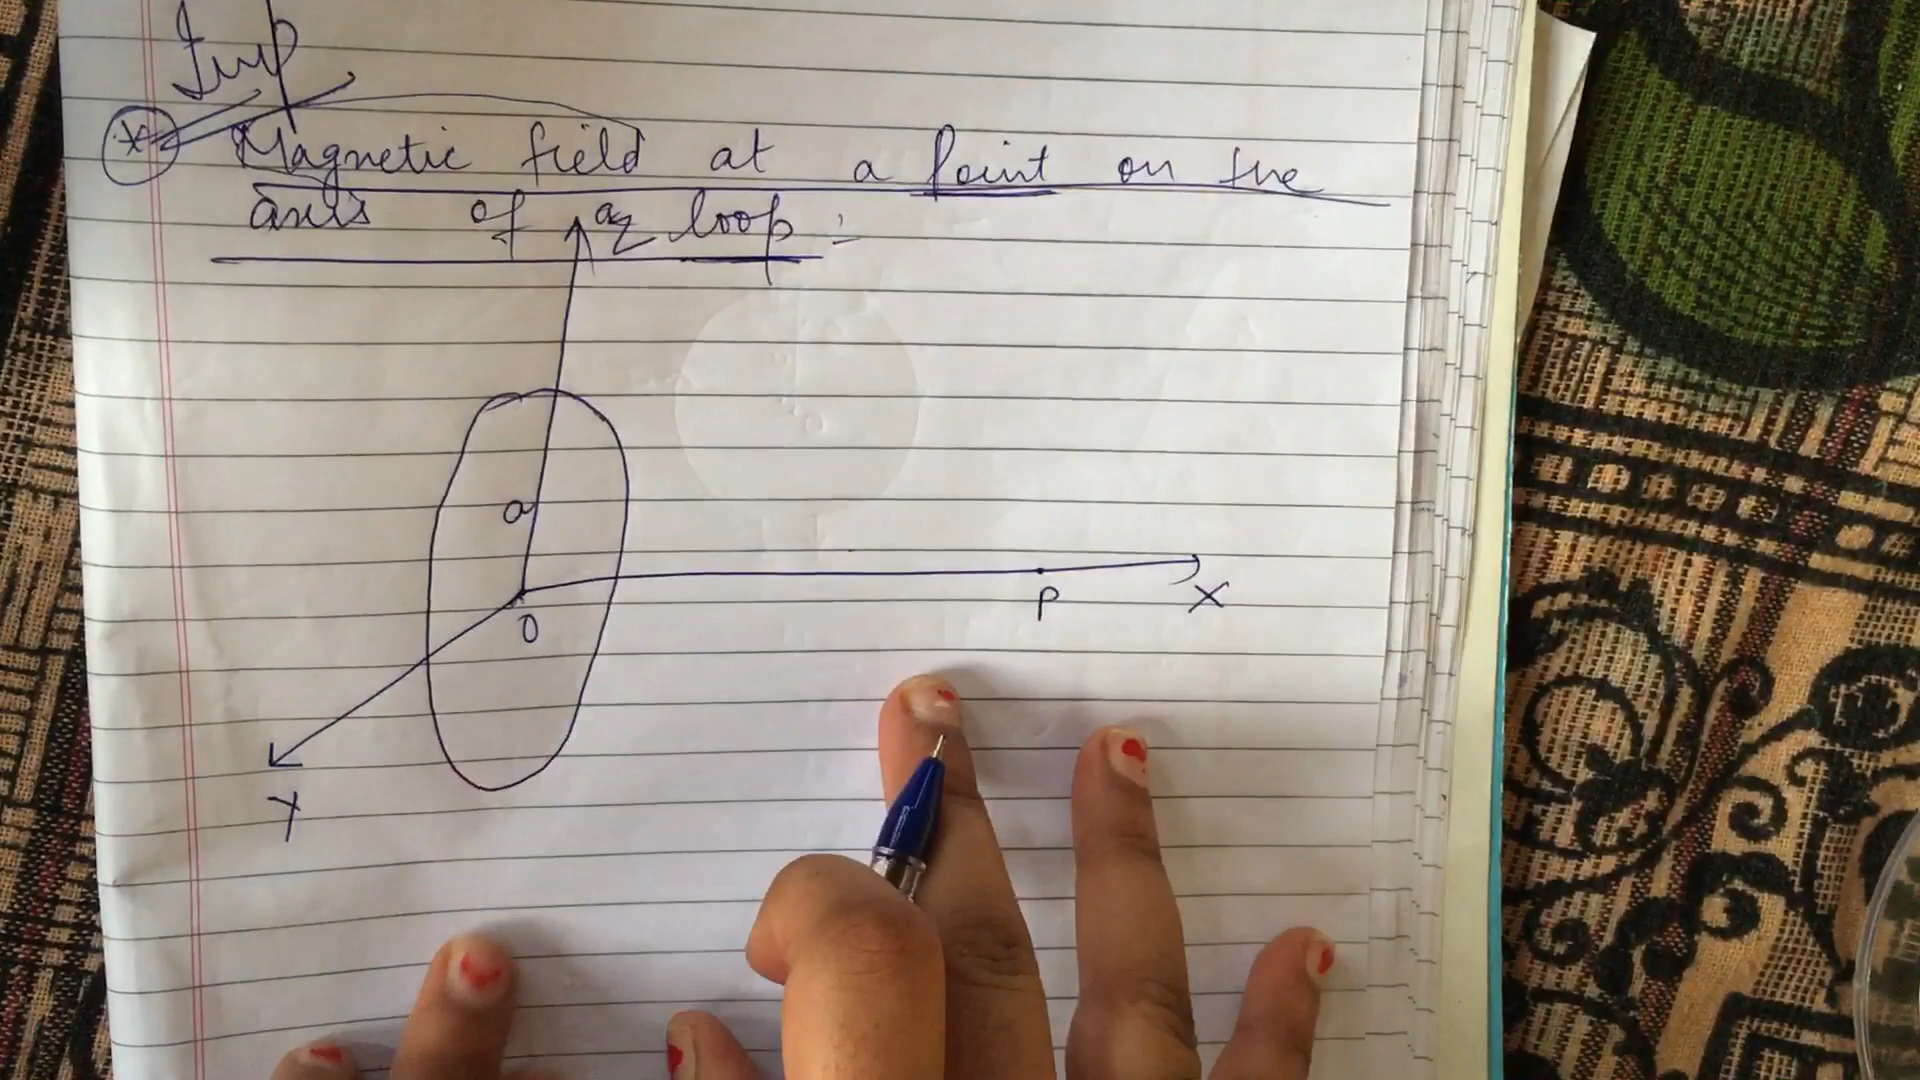 Imp
Magnetic field at a Point on the
axis of a loop :
z
a
O
P
X
Y